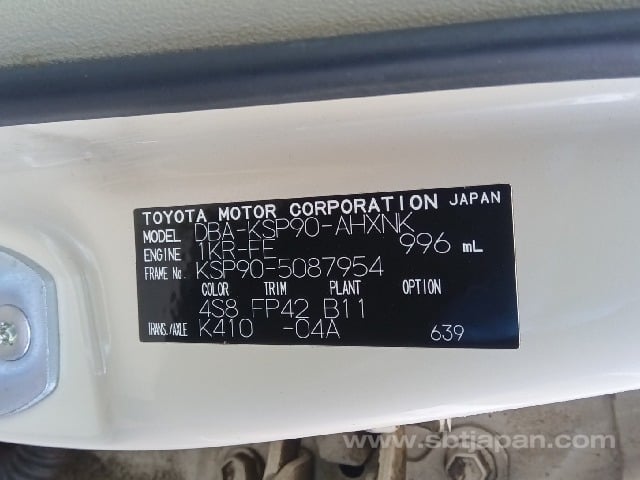 TOYOTA MOTOR CORPORATION JAPAN
MODEL DBA-KSP90-AHXNK
ENGINE 1KR-FE 996 mL
FRAME No. KSP90-5087954
COLOR TRIM PLANT OPTION
4S8 FP42 B11
TRANS./AXLE K410 -04A 639
www.sbtjapan.com